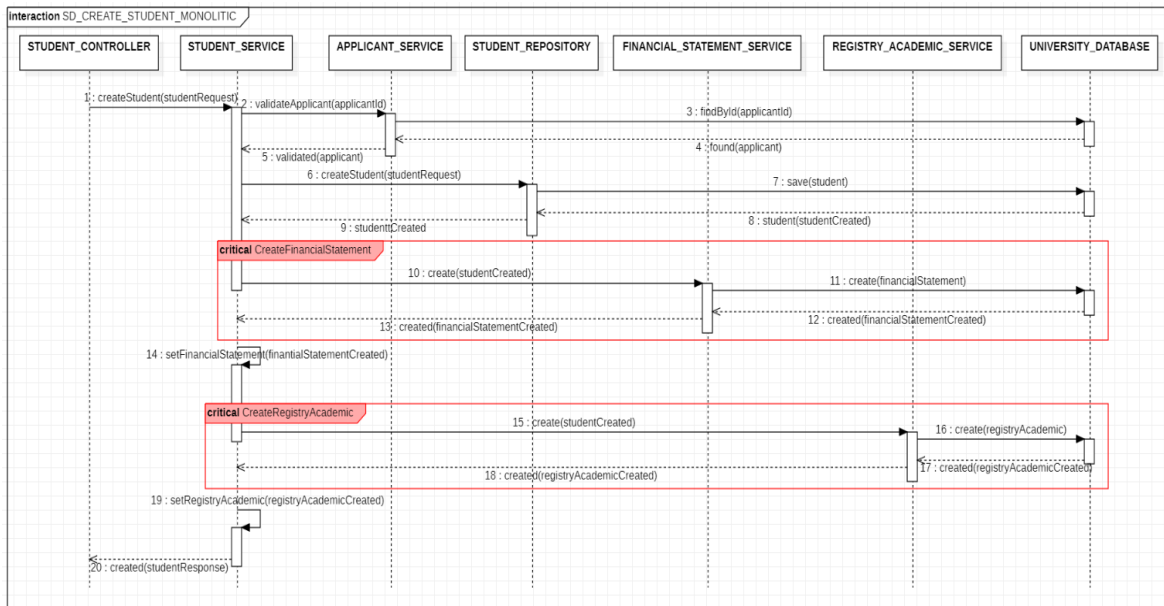 interaction SD_CREATE_STUDENT_MONOLITIC
STUDENT_CONTROLLER
STUDENT_SERVICE
APPLICANT_SERVICE
STUDENT_REPOSITORY
FINANCIAL_STATEMENT_SERVICE
REGISTRY_ACADEMIC_SERVICE
UNIVERSITY_DATABASE
1 : createStudent(studentRequest)
2 : validateApplicant(applicantId)
3 : findById(applicantId)
4 : found(applicant)
5 : validated(applicant)
6 : createStudent(studentRequest)
7 : save(student)
8 : student(studentCreated)
9 : studenttCreated
critical CreateFinancialStatement
10 : create(studentCreated)
11 : create(financialStatement)
12 : created(financialStatementCreated)
13 : created(financialStatementCreated)
14 : setFinancialStatement(finantialStatementCreated)
critical CreateRegistryAcademic
15 : create(studentCreated)
16 : create(registryAcademic)
17 : created(registryAcademicCreated)
18 : created(registryAcademicCreated)
19 : setRegistryAcademic(registryAcademicCreated)
20 : created(studentResponse)